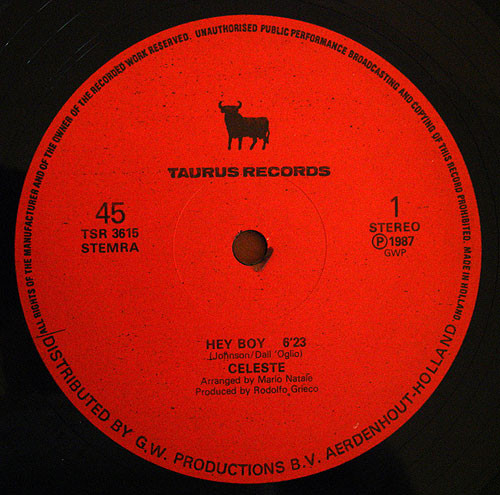 ALL RIGHTS OF THE MANUFACTURER AND OF THE OWNER OF THE RECORDED WORK RESERVED. UNAUTHORISED PUBLIC PERFORMANCE BROADCASTING AND COPYING OF THIS RECORD PROHIBITED. MADE IN HOLLAND.
TAURUS RECORDS
45
TSR 3615
STEMRA
1
STEREO
Ⓟ1987
GWP
HEY BOY 6'23
(Johnson/Dall 'Oglio)
CELESTE
Arranged by Mario Natale
Produced by Rodolfo Grieco
DISTRIBUTED BY G.W. PRODUCTIONS B.V. AERDENHOUT-HOLLAND